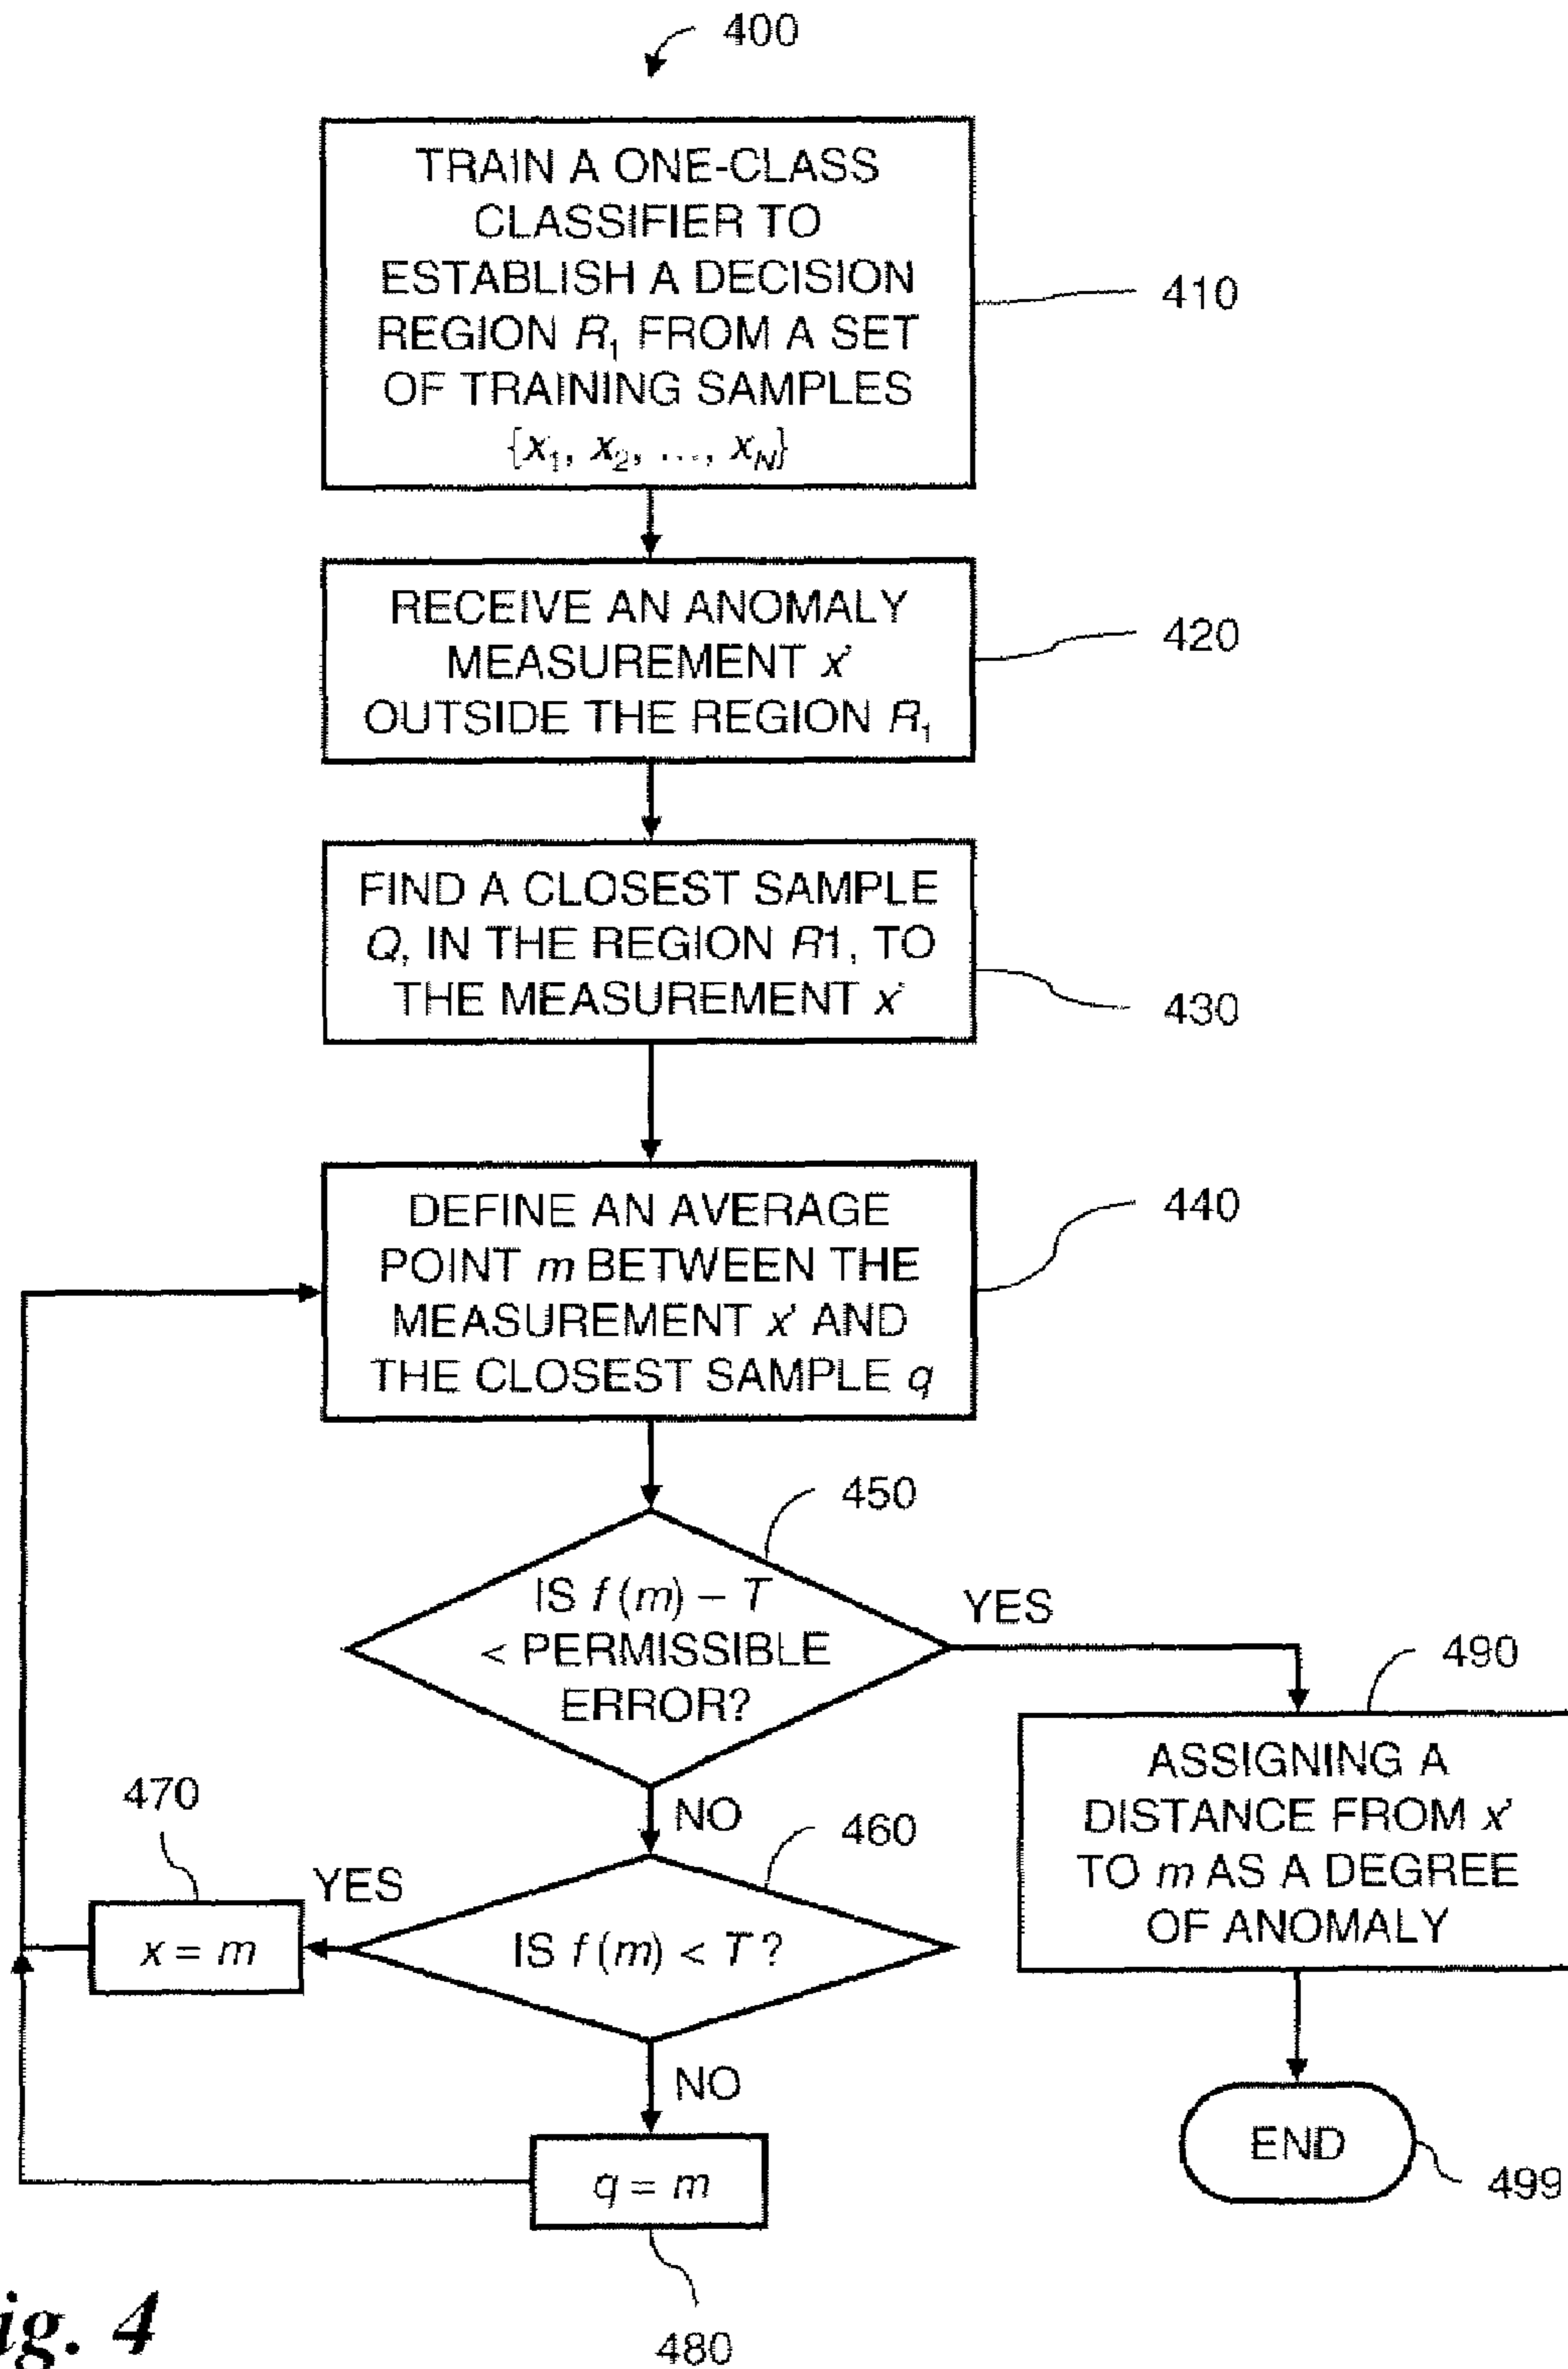 400
TRAIN A ONE-CLASS
CLASSIFIER TO
ESTABLISH A DECISION
REGION R₁ FROM A SET
OF TRAINING SAMPLES
{x₁, x₂, ..., x_N}
410
RECEIVE AN ANOMALY
MEASUREMENT x'
OUTSIDE THE REGION R₁
420
FIND A CLOSEST SAMPLE
Q, IN THE REGION R1, TO
THE MEASUREMENT x'
430
DEFINE AN AVERAGE
POINT m BETWEEN THE
MEASUREMENT x' AND
THE CLOSEST SAMPLE q
440
450
IS f (m) – T
< PERMISSIBLE
ERROR?
YES
NO
490
ASSIGNING A
DISTANCE FROM x'
TO m AS A DEGREE
OF ANOMALY
460
IS f (m) < T ?
YES
470
x = m
NO
q = m
480
END
499
ig. 4